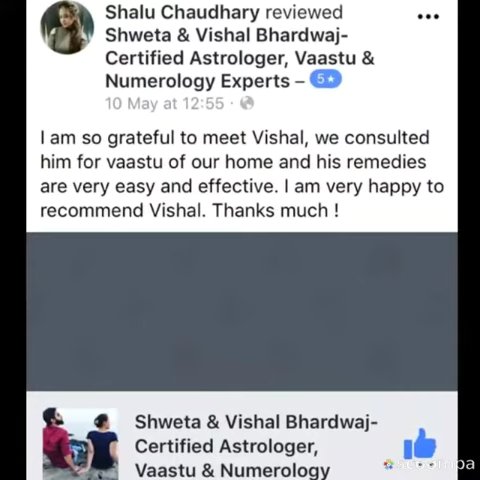 Shalu Chaudhary reviewed
Shweta & Vishal Bhardwaj-
Certified Astrologer, Vaastu &
Numerology Experts – 5★
10 May at 12:55 ·
I am so grateful to meet Vishal, we consulted
him for vaastu of our home and his remedies
are very easy and effective. I am very happy to
recommend Vishal. Thanks much !
Shweta & Vishal Bhardwaj-
Certified Astrologer,
Vaastu & Numerology